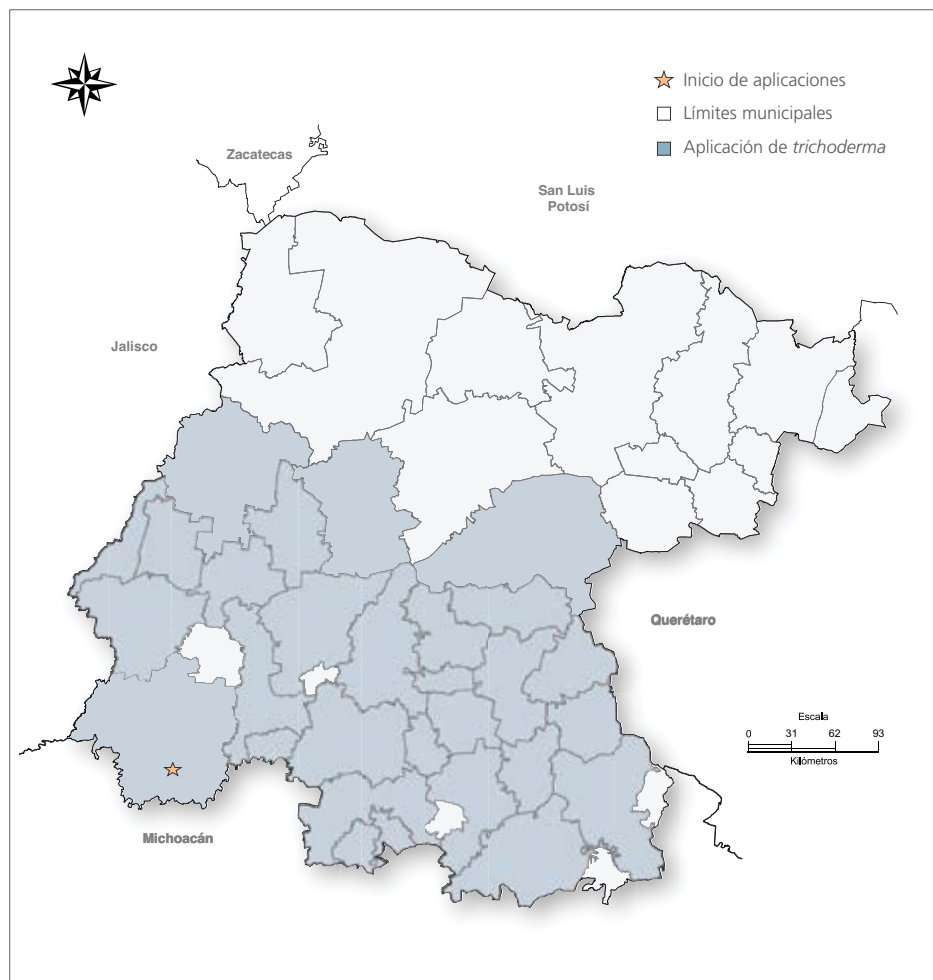 Inicio de aplicaciones
Límites municipales
Aplicación de trichoderma
Zacatecas
San Luis
Potosí
Jalisco
Querétaro
Escala
0 31 62 93
Kilómetros
Michoacán